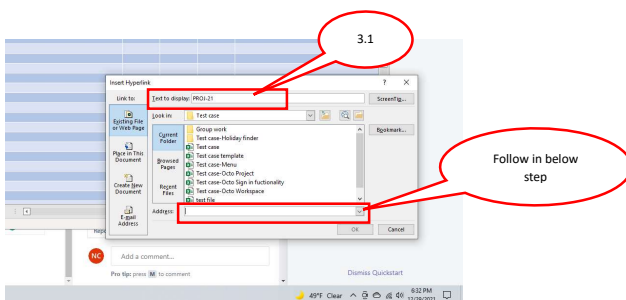 3.1
Insert Hyperlink ? ×
Link to: Text to display: PROJ-21 ScreenTip...
Existing File or Web Page
Look in: Test case
Bookmark...
Current Folder
Group work
Test case-Holiday finder
Test case
Test case template
Test case-Menu
Test case-Octo Project
Test case-Octo Sign in fuctionality
Test case-Octo Workspace
test file
Place in This Document
Browsed Pages
Create New Document
Recent Files
E-mail Address
Address:
OK Cancel
Follow in below
step
NC Add a comment...
Pro tip: press M to comment
Dismiss Quickstart
49°F Clear
6:32 PM